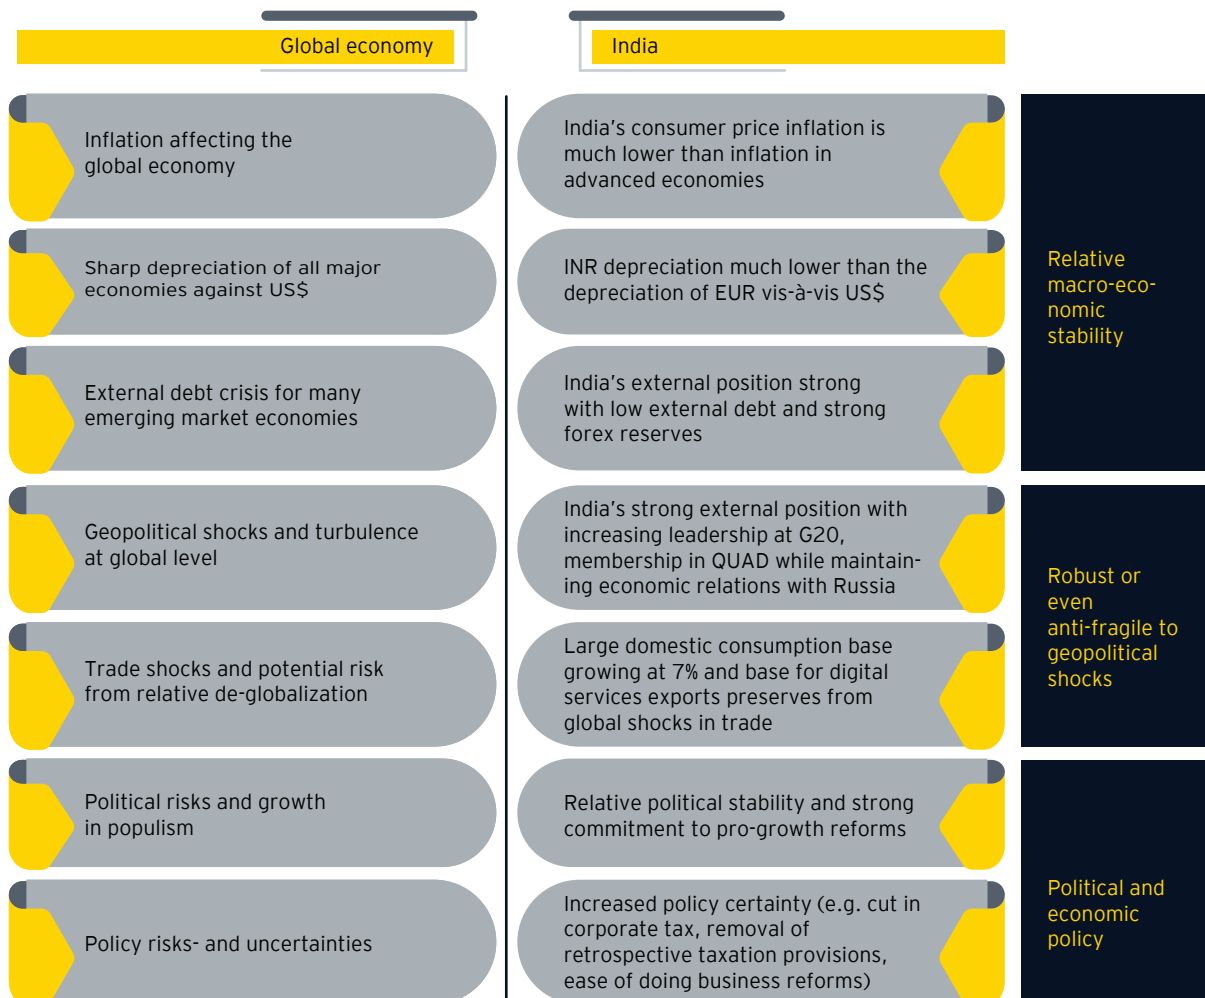 Global economy
India
Inflation affecting the
global economy
India's consumer price inflation is
much lower than inflation in
advanced economies
Sharp depreciation of all major
economies against US$
INR depreciation much lower than the
depreciation of EUR vis-à-vis US$
External debt crisis for many
emerging market economies
India's external position strong
with low external debt and strong
forex reserves
Relative
macro-eco-
nomic
stability
Geopolitical shocks and turbulence
at global level
India's strong external position with
increasing leadership at G20,
membership in QUAD while maintain-
ing economic relations with Russia
Trade shocks and potential risk
from relative de-globalization
Large domestic consumption base
growing at 7% and base for digital
services exports preserves from
global shocks in trade
Robust or
even
anti-fragile to
geopolitical
shocks
Political risks and growth
in populism
Relative political stability and strong
commitment to pro-growth reforms
Policy risks- and uncertainties
Increased policy certainty (e.g. cut in
corporate tax, removal of
retrospective taxation provisions,
ease of doing business reforms)
Political and
economic
policy